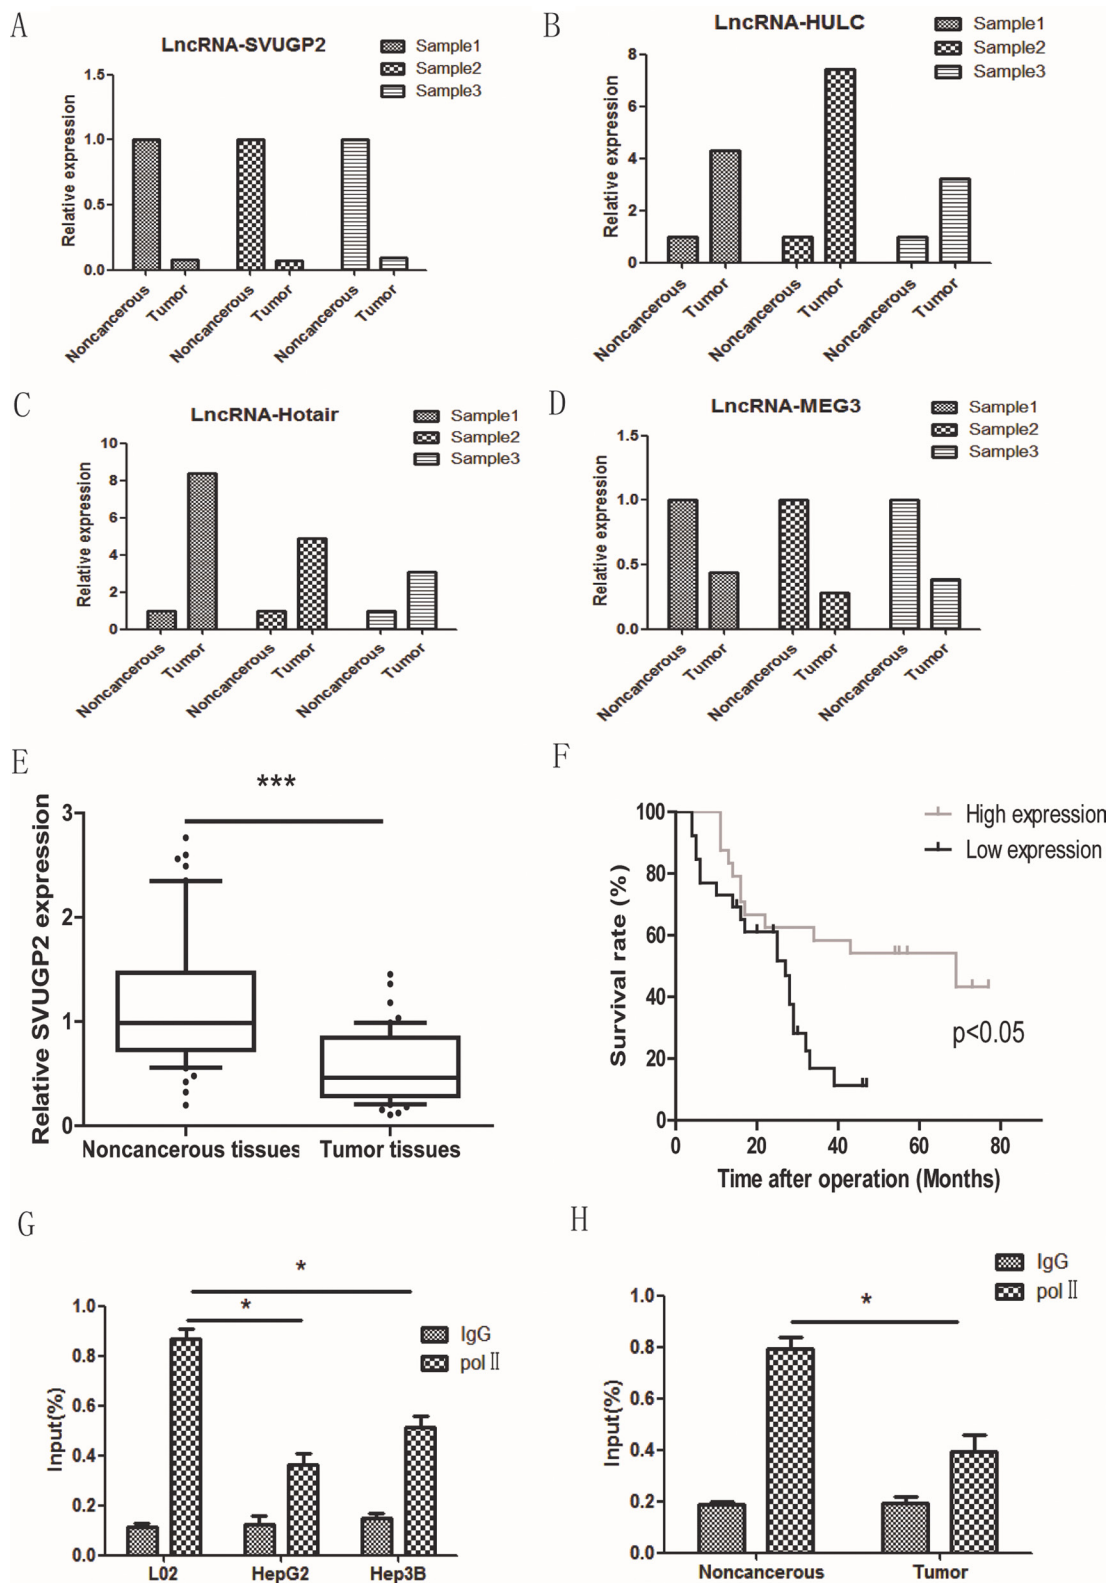 A
LncRNA-SVUGP2
Sample1
Sample2
Sample3
Relative expression
1.5
1.0
0.5
0.0
Noncancerous
Tumor
Noncancerous
Tumor
Noncancerous
Tumor
B
LncRNA-HULC
Sample1
Sample2
Sample3
Relative expression
8
6
4
2
0
Noncancerous
Tumor
Noncancerous
Tumor
Noncancerous
Tumor
C
LncRNA-Hotair
Sample1
Sample2
Sample3
Relative expression
10
8
6
4
2
0
Noncancerous
Tumor
Noncancerous
Tumor
Noncancerous
Tumor
D
LncRNA-MEG3
Sample1
Sample2
Sample3
Relative expression
1.5
1.0
0.5
0.0
Noncancerous
Tumor
Noncancerous
Tumor
Noncancerous
Tumor
E
***
Relative SVUGP2 expression
3
2
1
0
Noncancerous tissues
Tumor tissues
F
High expression
Low expression
Survival rate (%)
100
80
60
40
20
0
p<0.05
0 20 40 60 80
Time after operation (Months)
G
*
*
IgG
pol Ⅱ
Input(%)
1.0
0.8
0.6
0.4
0.2
0.0
L02 HepG2 Hep3B
H
IgG
pol Ⅱ
*
Input(%)
1.0
0.8
0.6
0.4
0.2
0.0
Noncancerous Tumor